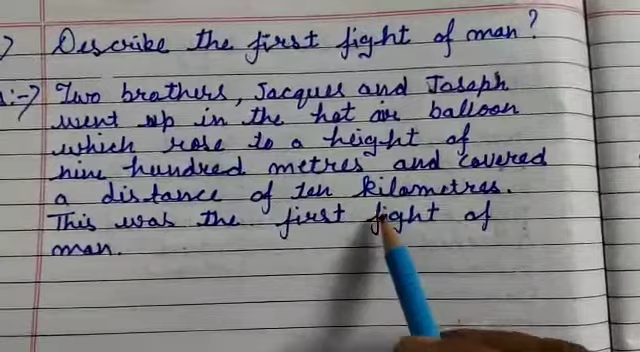 Describe the first fight of man?
:-> Two brothers, Jacques and Joseph
went up in the hot air balloon
which rose to a height of
nine hundred metres and covered
a distance of ten kilometres.
This was the first fight of
man.